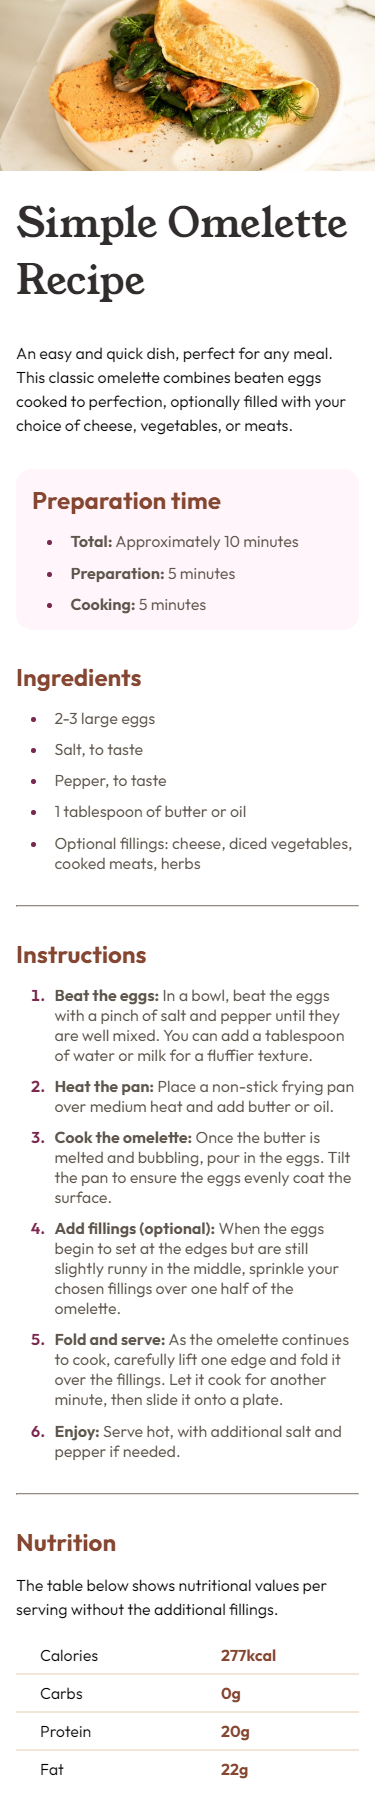 Simple Omelette
Recipe
An easy and quick dish, perfect for any meal.
This classic omelette combines beaten eggs
cooked to perfection, optionally filled with your
choice of cheese, vegetables, or meats.
Preparation time
• Total: Approximately 10 minutes
• Preparation: 5 minutes
• Cooking: 5 minutes
Ingredients
• 2-3 large eggs
• Salt, to taste
• Pepper, to taste
• 1 tablespoon of butter or oil
• Optional fillings: cheese, diced vegetables,
cooked meats, herbs
Instructions
1. Beat the eggs: In a bowl, beat the eggs
with a pinch of salt and pepper until they
are well mixed. You can add a tablespoon
of water or milk for a fluffier texture.
2. Heat the pan: Place a non-stick frying pan
over medium heat and add butter or oil.
3. Cook the omelette: Once the butter is
melted and bubbling, pour in the eggs. Tilt
the pan to ensure the eggs evenly coat the
surface.
4. Add fillings (optional): When the eggs
begin to set at the edges but are still
slightly runny in the middle, sprinkle your
chosen fillings over one half of the
omelette.
5. Fold and serve: As the omelette continues
to cook, carefully lift one edge and fold it
over the fillings. Let it cook for another
minute, then slide it onto a plate.
6. Enjoy: Serve hot, with additional salt and
pepper if needed.
Nutrition
The table below shows nutritional values per
serving without the additional fillings.
Calories 277kcal
Carbs 0g
Protein 20g
Fat 22g